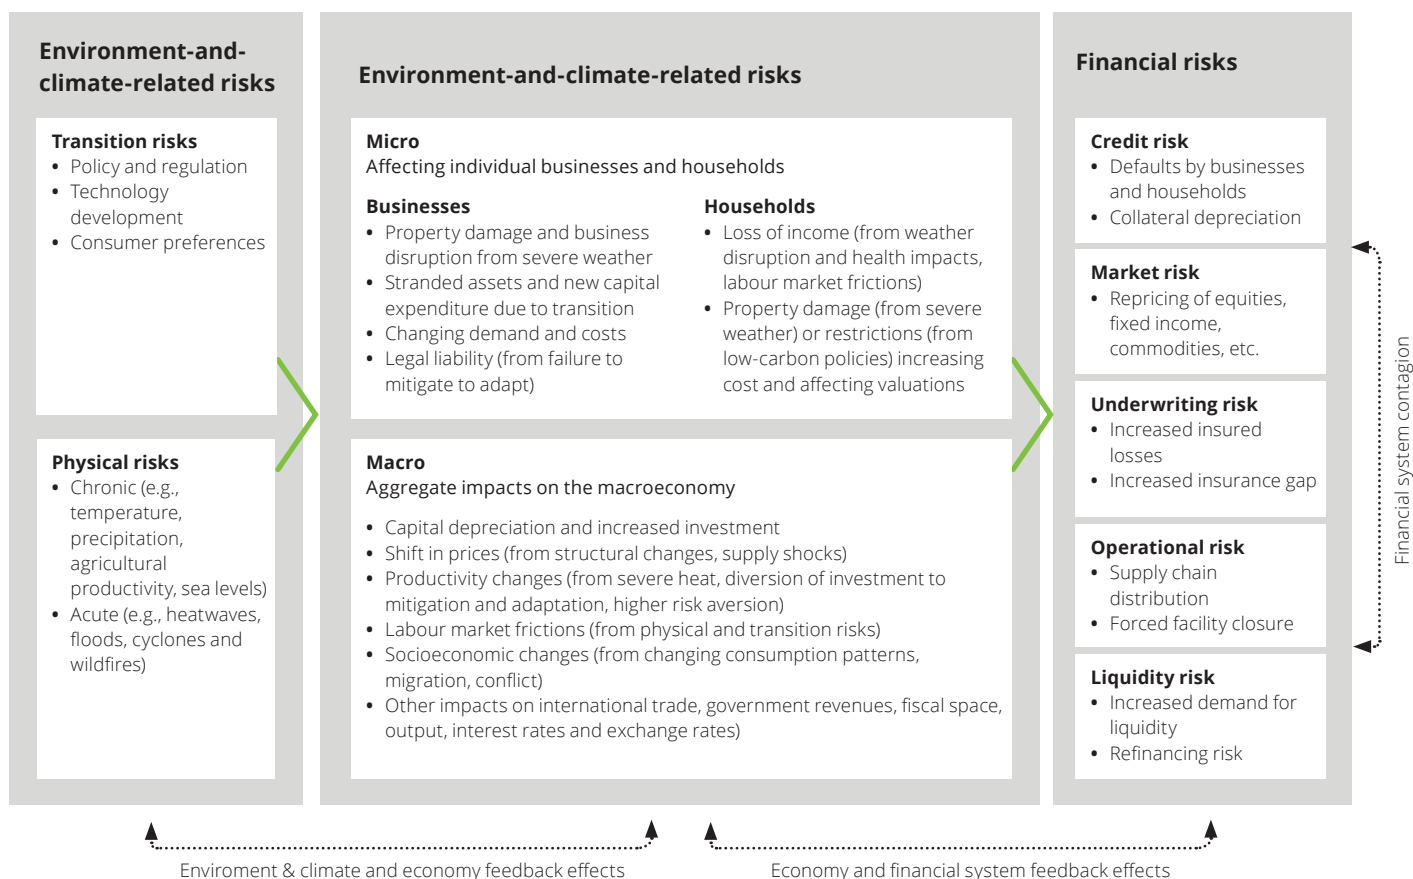 Environment-and-
climate-related risks
Transition risks
• Policy and regulation
• Technology
development
• Consumer preferences
Physical risks
• Chronic (e.g.,
temperature,
precipitation,
agricultural
productivity, sea levels)
• Acute (e.g., heatwaves,
floods, cyclones and
wildfires)
Environment-and-climate-related risks
Micro
Affecting individual businesses and households
Businesses
• Property damage and business
disruption from severe weather
• Stranded assets and new capital
expenditure due to transition
• Changing demand and costs
• Legal liability (from failure to
mitigate to adapt)
Households
• Loss of income (from weather
disruption and health impacts,
labour market frictions)
• Property damage (from severe
weather) or restrictions (from
low-carbon policies) increasing
cost and affecting valuations
Macro
Aggregate impacts on the macroeconomy
• Capital depreciation and increased investment
• Shift in prices (from structural changes, supply shocks)
• Productivity changes (from severe heat, diversion of investment to
mitigation and adaptation, higher risk aversion)
• Labour market frictions (from physical and transition risks)
• Socioeconomic changes (from changing consumption patterns,
migration, conflict)
• Other impacts on international trade, government revenues, fiscal space,
output, interest rates and exchange rates)
Financial risks
Credit risk
• Defaults by businesses
and households
• Collateral depreciation
Market risk
• Repricing of equities,
fixed income,
commodities, etc.
Underwriting risk
• Increased insured
losses
• Increased insurance gap
Operational risk
• Supply chain
distribution
• Forced facility closure
Liquidity risk
• Increased demand for
liquidity
• Refinancing risk
Financial system contagion
Enviroment & climate and economy feedback effects
Economy and financial system feedback effects